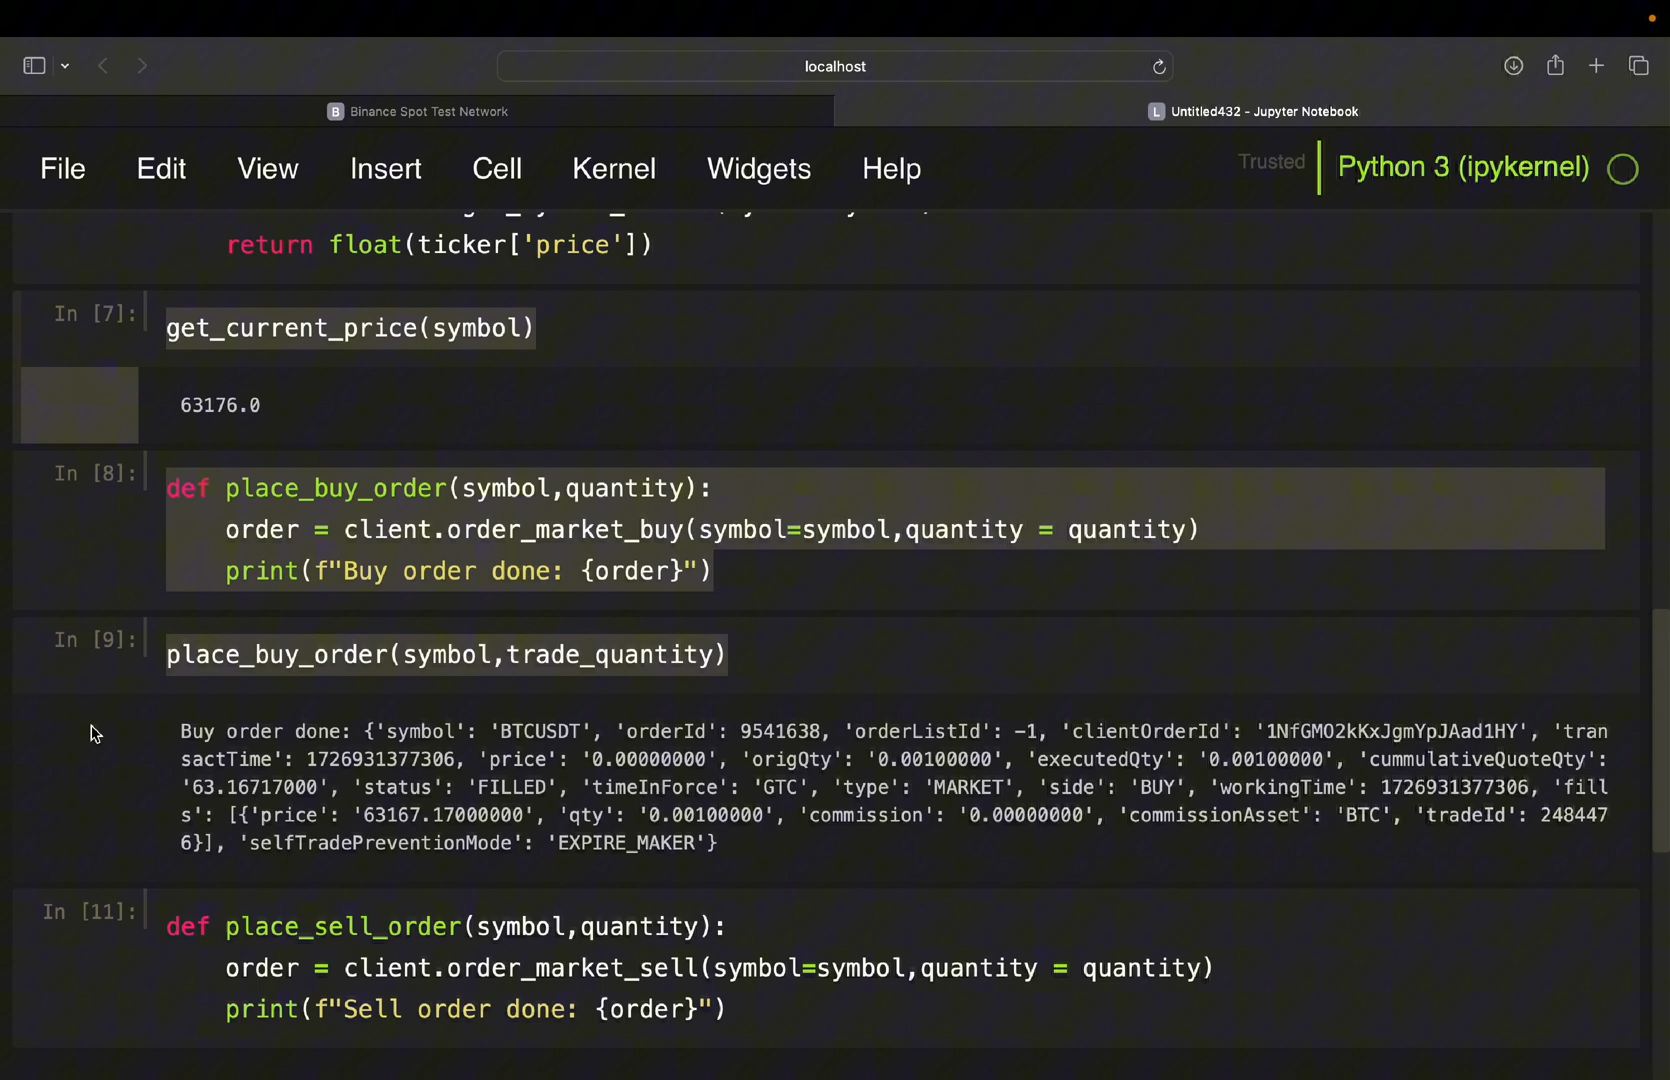 localhost
B Binance Spot Test Network
L Untitled432 - Jupyter Notebook
File Edit View Insert Cell Kernel Widgets Help
Trusted
Python 3 (ipykernel)
return float(ticker['price'])
In [7]:
get_current_price(symbol)
63176.0
In [8]:
def place_buy_order(symbol,quantity):
order = client.order_market_buy(symbol=symbol,quantity = quantity)
print(f"Buy order done: {order}")
In [9]:
place_buy_order(symbol,trade_quantity)
Buy order done: {'symbol': 'BTCUSDT', 'orderId': 9541638, 'orderListId': -1, 'clientOrderId': '1NfGMO2kKxJgmYpJAad1HY', 'tran
sactTime': 1726931377306, 'price': '0.00000000', 'origQty': '0.00100000', 'executedQty': '0.00100000', 'cummulativeQuoteQty':
'63.16717000', 'status': 'FILLED', 'timeInForce': 'GTC', 'type': 'MARKET', 'side': 'BUY', 'workingTime': 1726931377306, 'fill
s': [{'price': '63167.17000000', 'qty': '0.00100000', 'commission': '0.00000000', 'commissionAsset': 'BTC', 'tradeId': 248447
6}], 'selfTradePreventionMode': 'EXPIRE_MAKER'}
In [11]:
def place_sell_order(symbol,quantity):
order = client.order_market_sell(symbol=symbol,quantity = quantity)
print(f"Sell order done: {order}")